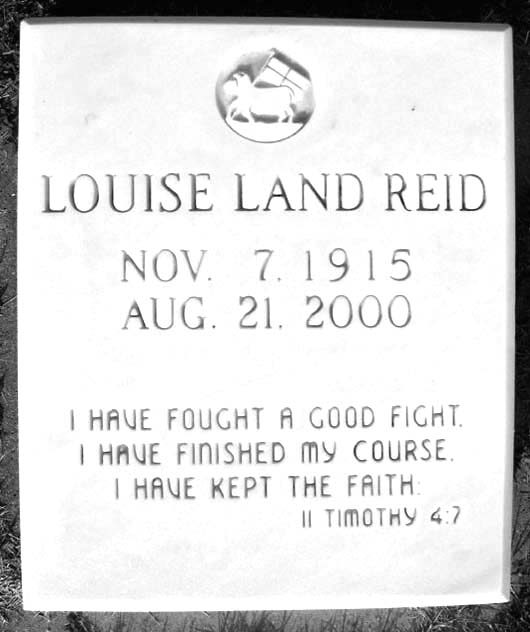 LOUISE LAND REID
NOV. 7, 1915
AUG. 21, 2000
I HAVE FOUGHT A GOOD FIGHT,
I HAVE FINISHED MY COURSE,
I HAVE KEPT THE FAITH:
II TIMOTHY 4:7